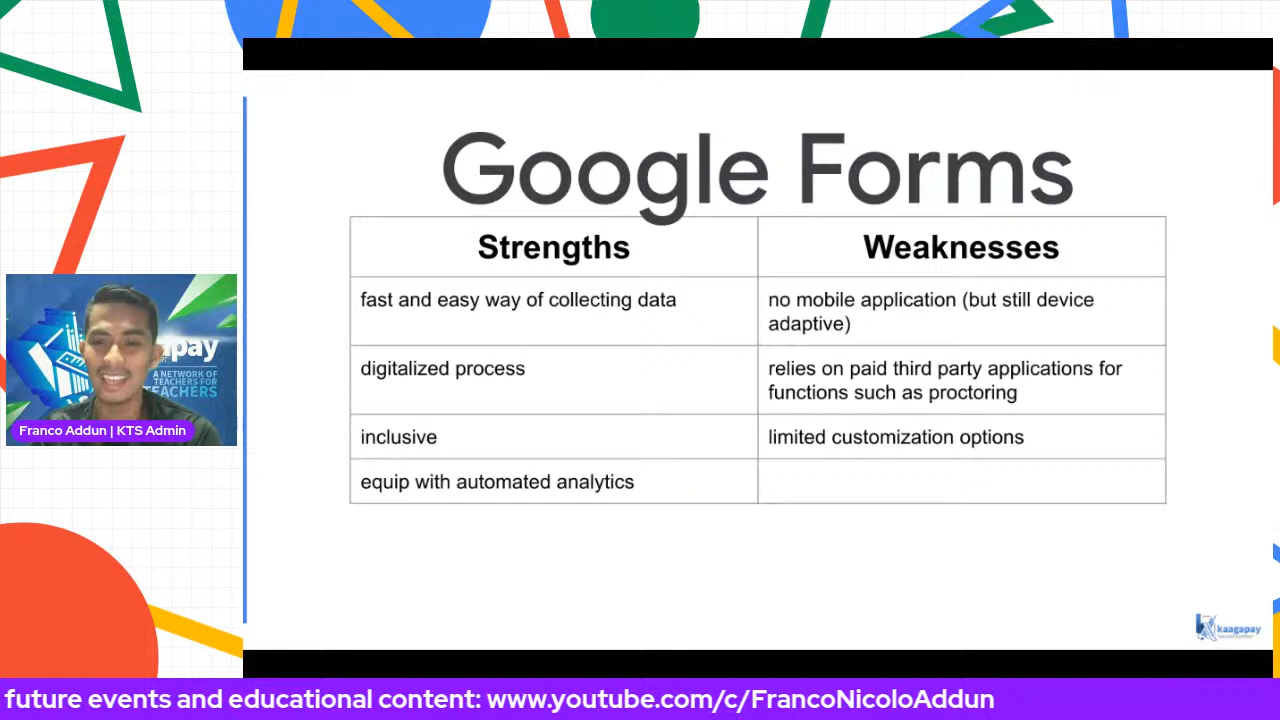 Google Forms
Strengths
Weaknesses
fast and easy way of collecting data
no mobile application (but still device
adaptive)
digitalized process
relies on paid third party applications for
functions such as proctoring
inclusive
limited customization options
equip with automated analytics
apay
A NETWORK OF
TEACHERS FOR
TEACHERS
Franco Addun | KTS Admin
kaagapay
future events and educational content: www.youtube.com/c/FrancoNicoloAddun